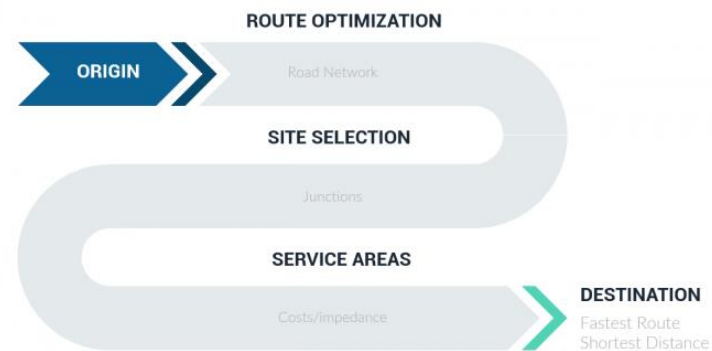 ROUTE OPTIMIZATION
ORIGIN
Road Network
SITE SELECTION
Junctions
SERVICE AREAS
Costs/impedance
DESTINATION
Fastest Route
Shortest Distance